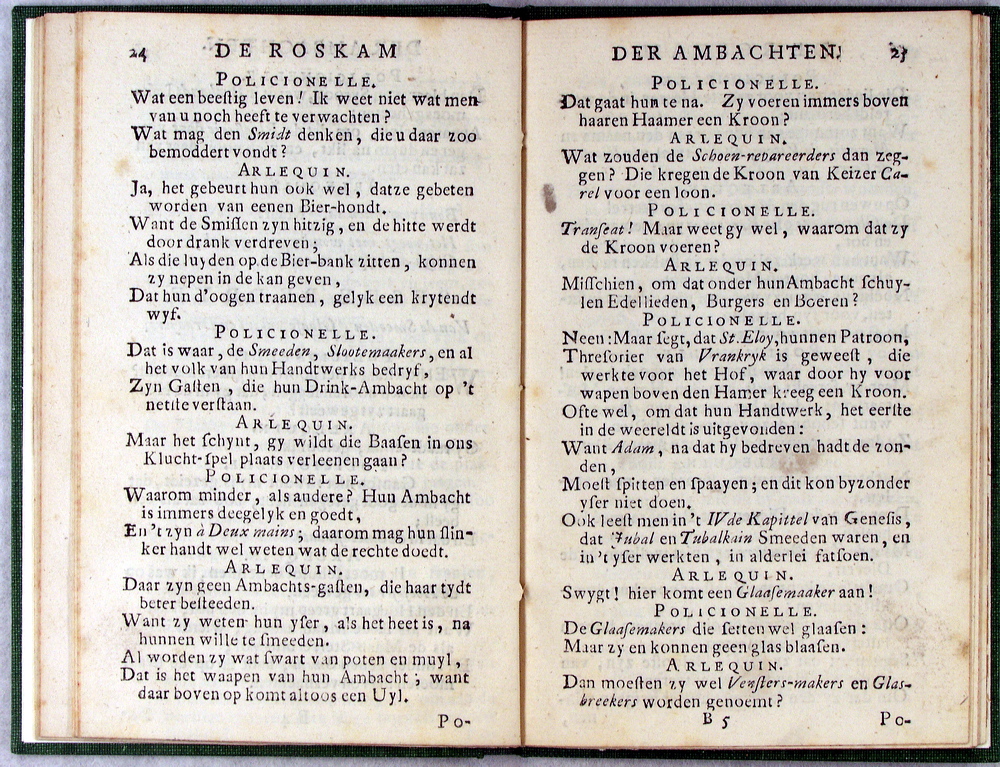 24 DE ROSKAM
POLICIONELLE.
Wat een beeſtig leven! Ik weet niet wat men
van u noch heeft te verwachten?
Wat mag den Smidt denken, die u daar zoo
bemoddert vondt?
ARLEQUIN.
Ja, het gebeurt hun ook wel, datze gebeten
worden van eenen Bier-hondt.
Want de Smiſſen zyn hitzig, en de hitte werdt
door drank verdreven;
Als die luyden op de Bier-bank zitten, konnen
zy nepen in de kan geven,
Dat hun d'oogen traanen, gelyk een krytendt
wyf.
POLICIONELLE.
Dat is waar, de Smeeden, Slootemaakers, en al
het volk van hun Handtwerks bedryf,
Zyn Gaſten, die hun Drink-Ambacht op 't
netſte verſtaan.
ARLEQUIN.
Maar het ſchynt, gy wildt die Baaſen in ons
Klucht-ſpel plaats verleenen gaan?
POLICIONELLE.
Waarom minder, als andere? Hun Ambacht
is immers deegelyk en goedt,
En 't zyn à Deux mains; daarom mag hun ſlin-
ker handt wel weten wat de rechte doedt.
ARLEQUIN.
Daar zyn geen Ambachts-gaſten, die haar tydt
beter beſteeden.
Want zy weten hun yſer, als het heet is, na
hunnen wille te ſmeeden.
Al worden zy wat ſwart van poten en muyl,
Dat is het waapen van hun Ambacht; want
daar boven op komt altoos een Uyl.
Po-
DER AMBACHTEN. 25
POLICIONELLE.
Dat gaat hun te na. Zy voeren immers boven
haaren Haamer een Kroon?
ARLEQUIN.
Wat zouden de Schoen-repareerders dan zeg-
gen? Die kregen de Kroon van Keizer Ca-
rel voor een loon.
POLICIONELLE.
Tranſeat! Maar weet gy wel, waarom dat zy
de Kroon voeren?
ARLEQUIN.
Miſſchien, om dat onder hun Ambacht ſchuy-
len Edellieden, Burgers en Boeren?
POLICIONELLE.
Neen: Maar ſegt, dat St. Eloy, hunnen Patroon,
Threſorier van Vrankryk is geweeſt, die
werkte voor het Hof, waar door hy voor
wapen boven den Hamer kreeg een Kroon.
Ofte wel, om dat hun Handtwerk, het eerſte
in de weereldt is uitgevonden:
Want Adam, na dat hy bedreven hadt de zon-
den,
Moeſt ſpitten en ſpaayen; en dit kon byzonder
yſer niet doen.
Ook leeſt men in 't IVde Kapittel van Geneſis,
dat Jubal en Tubalkain Smeeden waren, en
in 't yſer werkten, in alderlei fatſoen.
ARLEQUIN.
Swygt! hier komt een Glaaſemaaker aan!
POLICIONELLE.
De Glaaſemakers die ſetten wel glaaſen:
Maar zy en konnen geen glas blaaſen.
ARLEQUIN.
Dan moeſten zy wel Venſters-makers en Glas-
breekers worden genoemt?
B 5 Po-